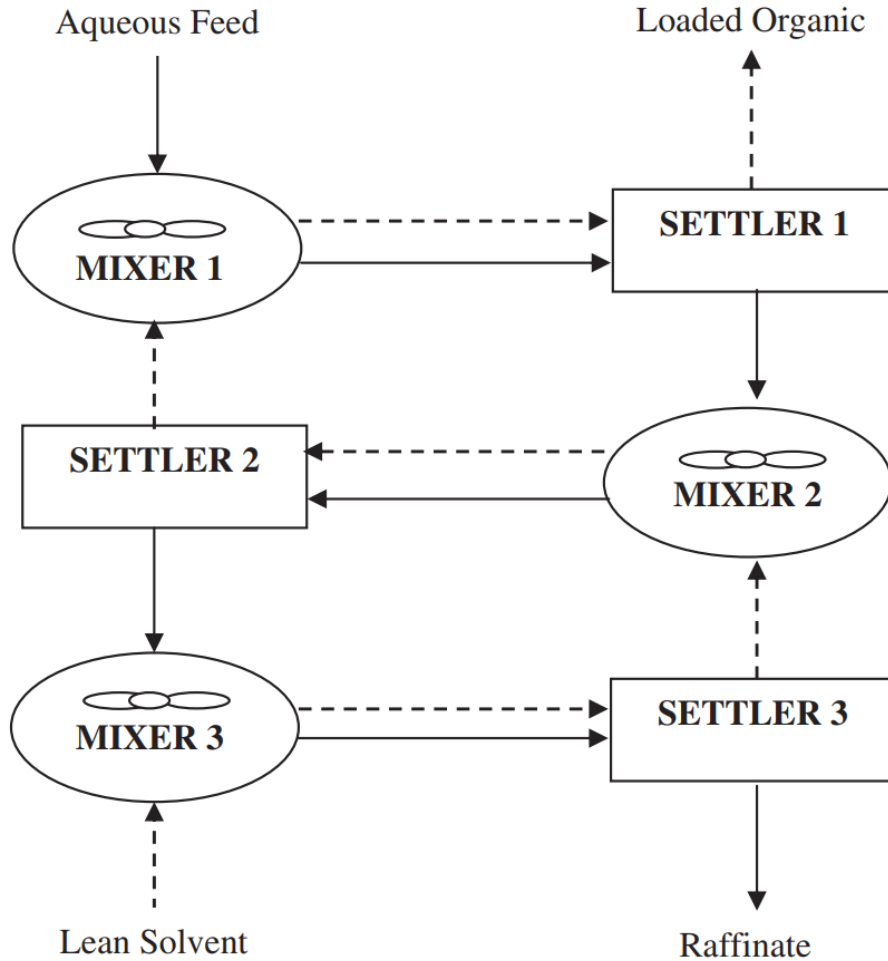 Aqueous Feed
Loaded Organic
SETTLER 1
MIXER 1
SETTLER 2
MIXER 2
SETTLER 3
MIXER 3
Lean Solvent
Raffinate